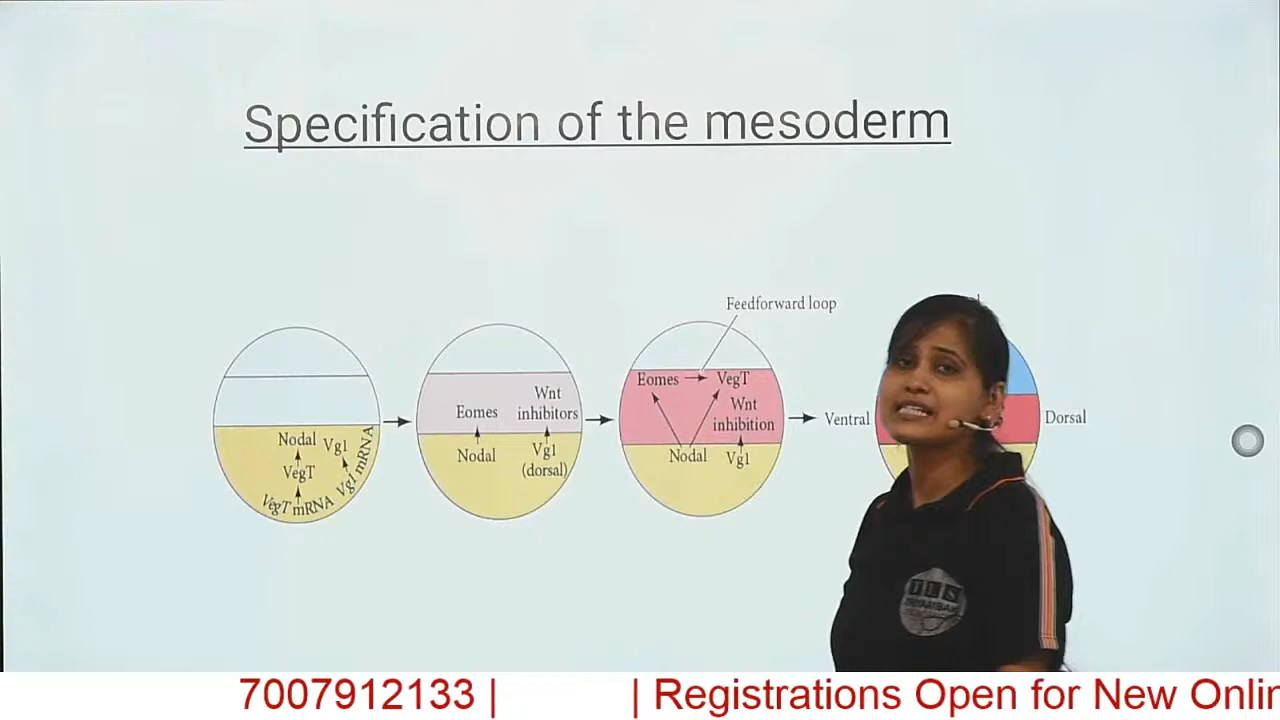 Specification of the mesoderm
Feedforward loop
Nodal Vg1
VegT
VegT mRNA Vg1 mRNA
Eomes
Wnt
inhibitors
Nodal
Vg1
(dorsal)
Eomes VegT
Wnt
inhibition
Nodal Vg1
Ventral
Dorsal
7007912133 | | Registrations Open for New Onlin